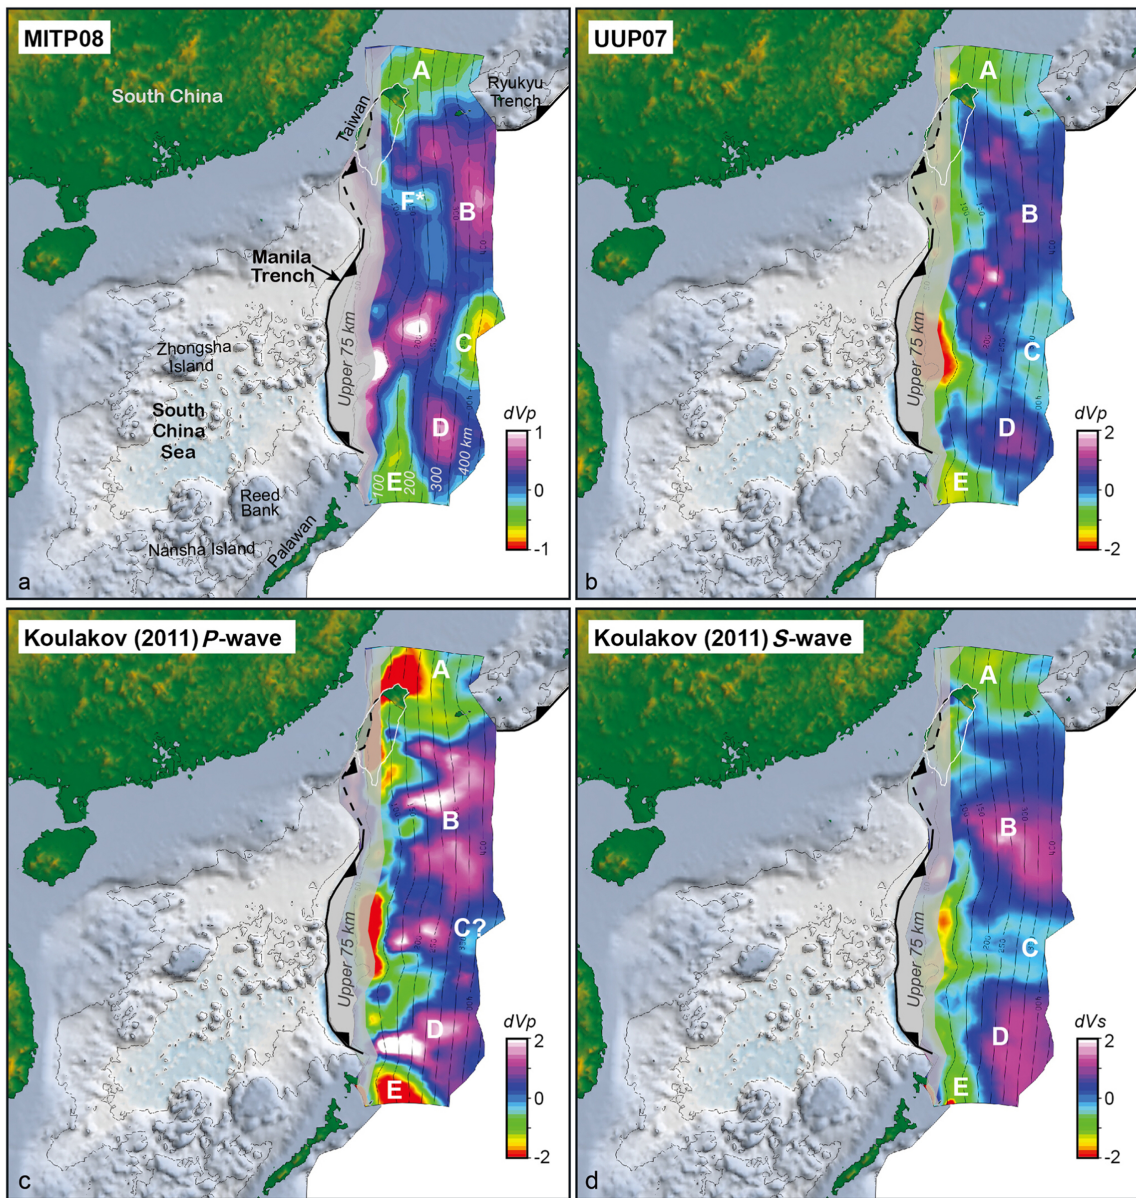 MITP08
South China
A
Ryukyu
Trench
Taiwan
F*
B
Manila
Trench
Upper 75 km
Zhongsha
Island
C
South
China
Sea
D
dVp
1
0
-1
E
100
200
300
400 km
Reed
Bank
Nansha Island
Palawan
a
UUP07
A
B
Upper 75 km
C
D
dVp
2
0
-2
E
b
Koulakov (2011) P-wave
A
B
Upper 75 km
C?
D
dVp
2
0
-2
E
c
Koulakov (2011) S-wave
A
B
Upper 75 km
C
D
dVs
2
0
-2
E
d